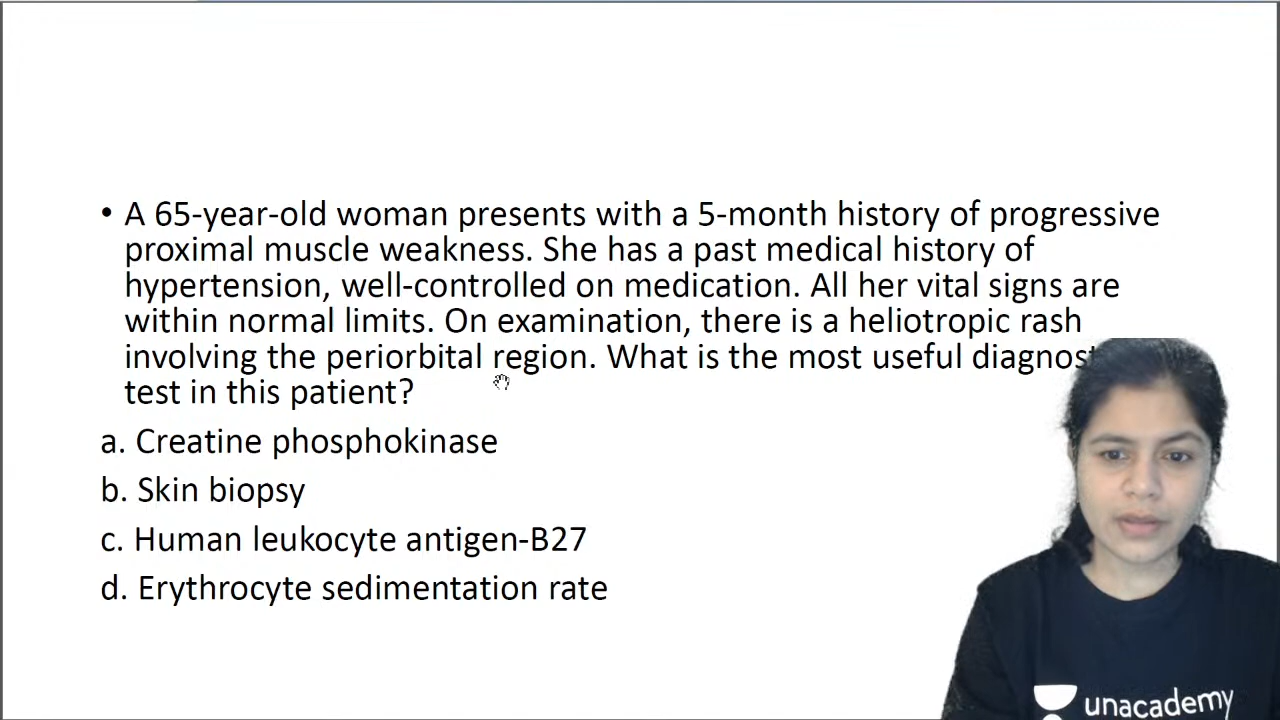 • A 65-year-old woman presents with a 5-month history of progressive
proximal muscle weakness. She has a past medical history of
hypertension, well-controlled on medication. All her vital signs are
within normal limits. On examination, there is a heliotropic rash
involving the periorbital region. What is the most useful
test in this patient?
a. Creatine phosphokinase
b. Skin biopsy
c. Human leukocyte antigen-B27
d. Erythrocyte sedimentation rate
unacademy